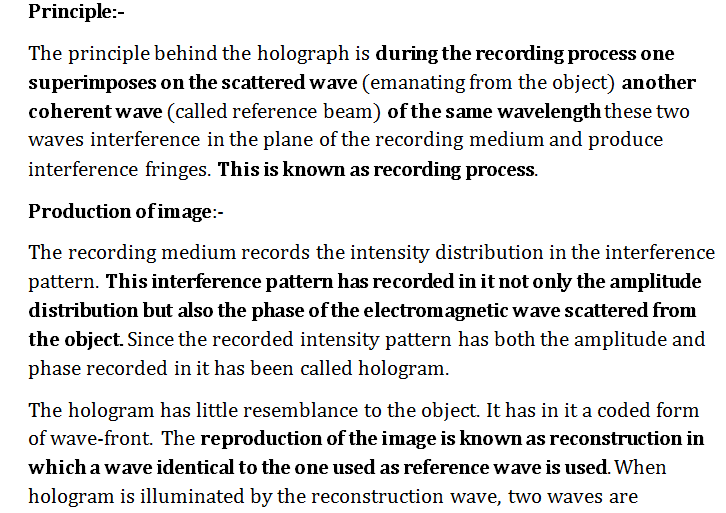 Principle:-
The principle behind the holograph is during the recording process one
superimposes on the scattered wave (emanating from the object) another
coherent wave (called reference beam) of the same wavelength these two
waves interference in the plane of the recording medium and produce
interference fringes. This is known as recording process.
Production of image:-
The recording medium records the intensity distribution in the interference
pattern. This interference pattern has recorded in it not only the amplitude
distribution but also the phase of the electromagnetic wave scattered from
the object. Since the recorded intensity pattern has both the amplitude and
phase recorded in it has been called hologram.
The hologram has little resemblance to the object. It has in it a coded form
of wave-front. The reproduction of the image is known as reconstruction in
which a wave identical to the one used as reference wave is used. When
hologram is illuminated by the reconstruction wave, two waves are